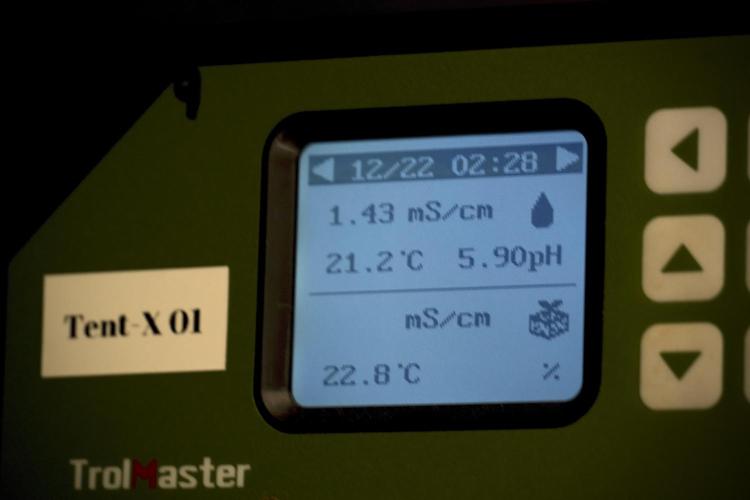 12/22 02:28
1.43 mS/cm
21.2°C 5.90pH
mS/cm
22.8°C %
Tent-X 01
TrolMaster